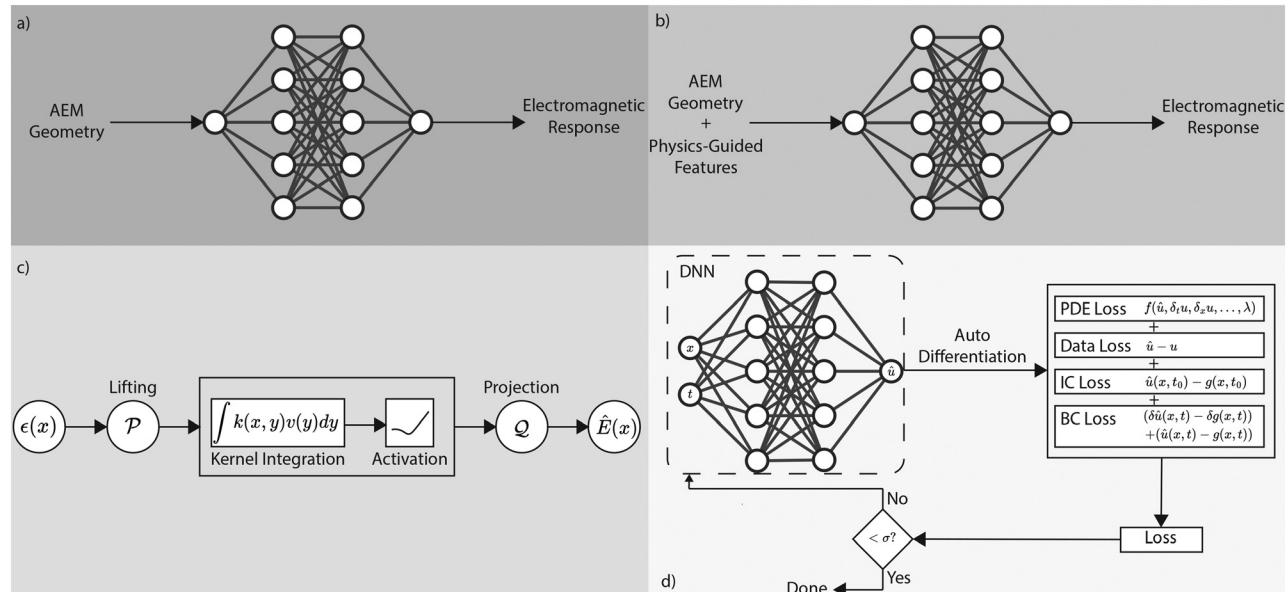 a)
AEM
Geometry
Electromagnetic
Response
b)
AEM
Geometry
+
Physics-Guided
Features
Electromagnetic
Response
c)
ϵ(x)
Lifting
𝒫
∫ k(x, y)v(y)dy
Kernel Integration
Activation
Projection
𝒬
Ê(x)
DNN
x
t
û
Auto
Differentiation
PDE Loss f(û, δₜu, δₓu, . . . , λ)
+
Data Loss û − u
+
IC Loss û(x, t₀) − g(x, t₀)
+
BC Loss (δû(x, t) − δg(x, t))
+(û(x, t) − g(x, t))
Loss
No
< σ?
Yes
Done
d)